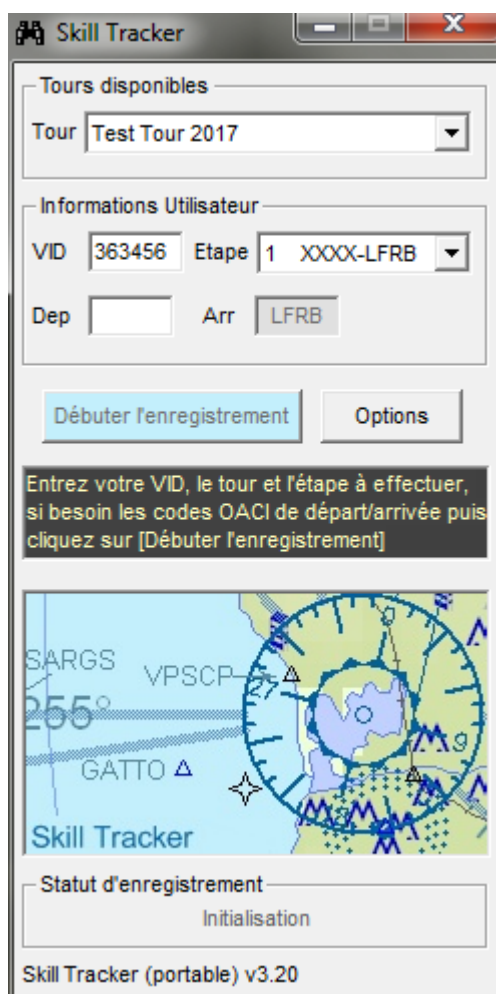 Skill Tracker
Tours disponibles
Tour Test Tour 2017
Informations Utilisateur
VID 363456 Etape 1 XXXX-LFRB
Dep Arr LFRB
Débuter l'enregistrement Options
Entrez votre VID, le tour et l'étape à effectuer,
si besoin les codes OACI de départ/arrivée puis
cliquez sur [Débuter l'enregistrement]
SARGS
VPSCP
27
9
255°
9
GATTO
Skill Tracker
Statut d'enregistrement
Initialisation
Skill Tracker (portable) v3.20